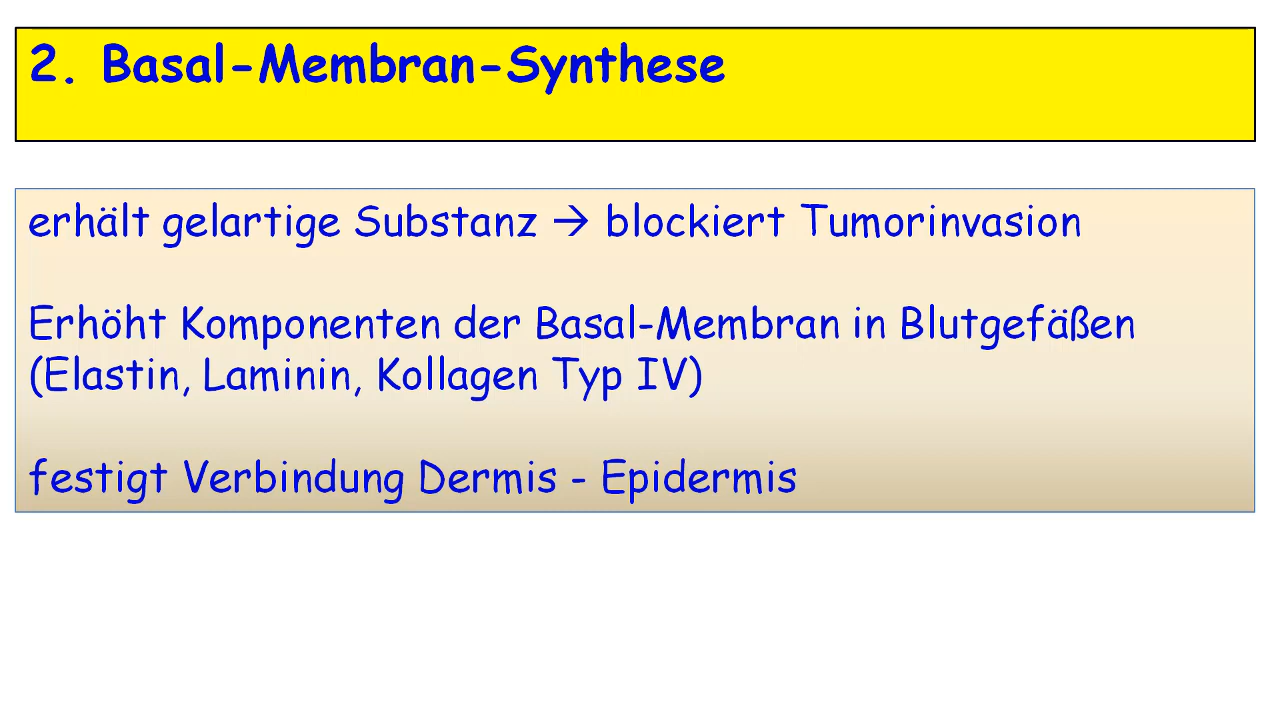 2. Basal-Membran-Synthese
erhält gelartige Substanz → blockiert Tumorinvasion
Erhöht Komponenten der Basal-Membran in Blutgefäßen
(Elastin, Laminin, Kollagen Typ IV)
festigt Verbindung Dermis - Epidermis